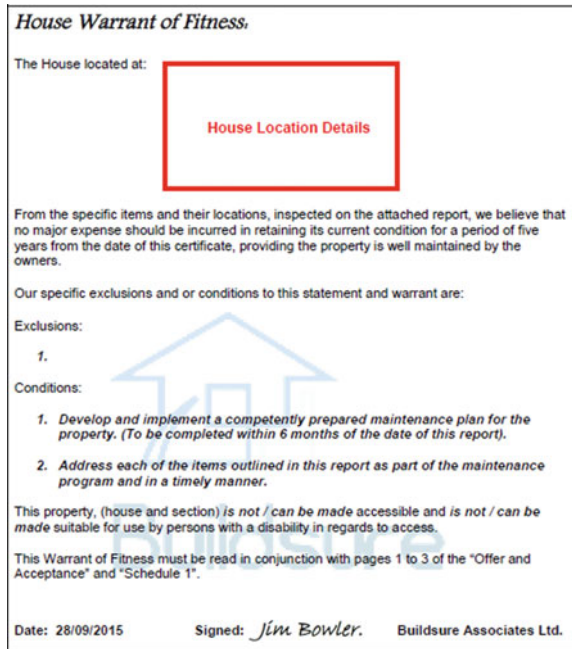 House Warrant of Fitness.
The House located at:
House Location Details
From the specific items and their locations, inspected on the attached report, we believe that
no major expense should be incurred in retaining its current condition for a period of five
years from the date of this certificate, providing the property is well maintained by the
owners.
Our specific exclusions and or conditions to this statement and warrant are:
Exclusions:
1.
Conditions:
1. Develop and implement a competently prepared maintenance plan for the
property. (To be completed within 6 months of the date of this report).
2. Address each of the items outlined in this report as part of the maintenance
program and in a timely manner.
This property, (house and section) is not / can be made accessible and is not / can be
made suitable for use by persons with a disability in regards to access.
Buildsure
This Warrant of Fitness must be read in conjunction with pages 1 to 3 of the “Offer and
Acceptance” and “Schedule 1”.
Date: 28/09/2015 Signed: Jim Bowler. Buildsure Associates Ltd.